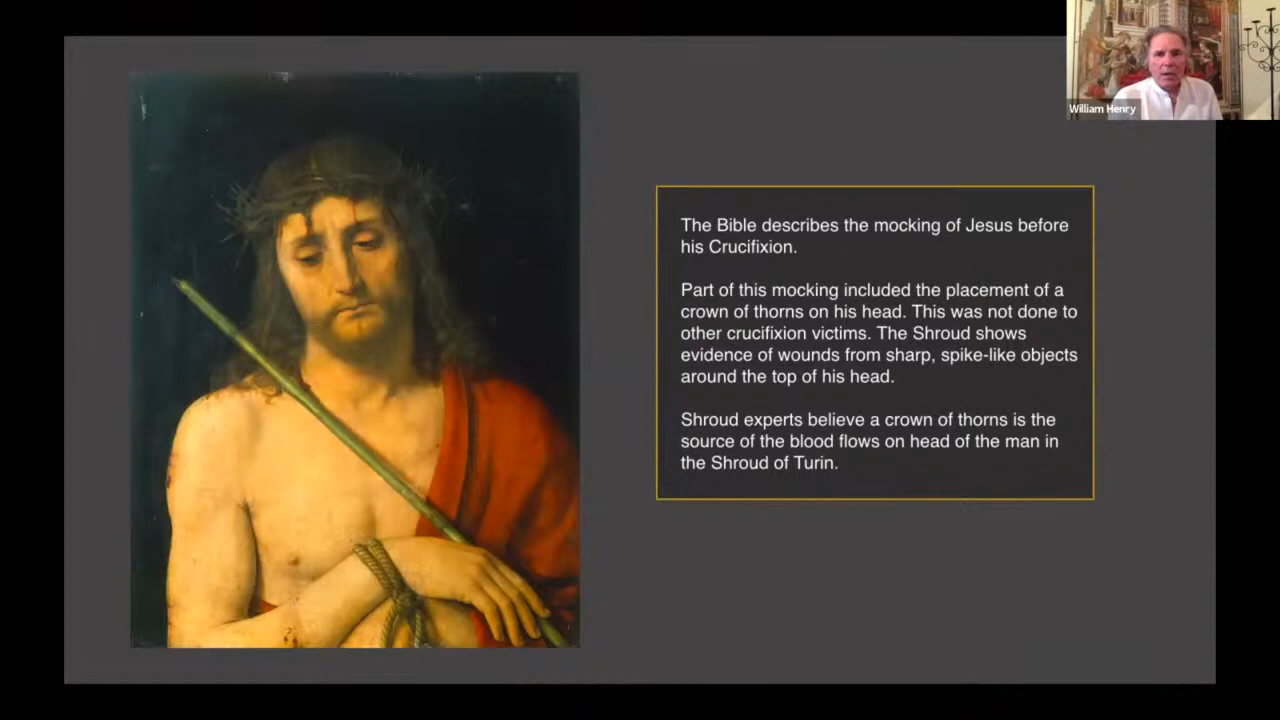 William Henry
The Bible describes the mocking of Jesus before
his Crucifixion.
Part of this mocking included the placement of a
crown of thorns on his head. This was not done to
other crucifixion victims. The Shroud shows
evidence of wounds from sharp, spike-like objects
around the top of his head.
Shroud experts believe a crown of thorns is the
source of the blood flows on head of the man in
the Shroud of Turin.